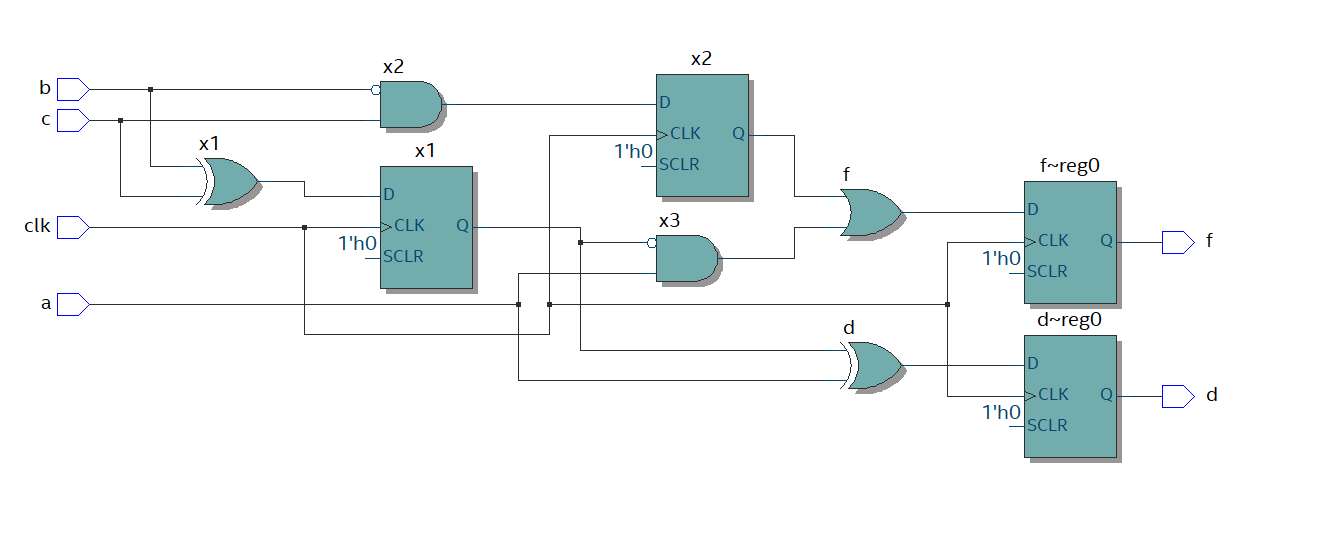 b
c
clk
a
x2
x1
x1
D
CLK
Q
1'h0
SCLR
x2
D
CLK
Q
1'h0
SCLR
x3
f
d
f~reg0
D
CLK
Q
1'h0
SCLR
f
d~reg0
D
CLK
Q
1'h0
SCLR
d